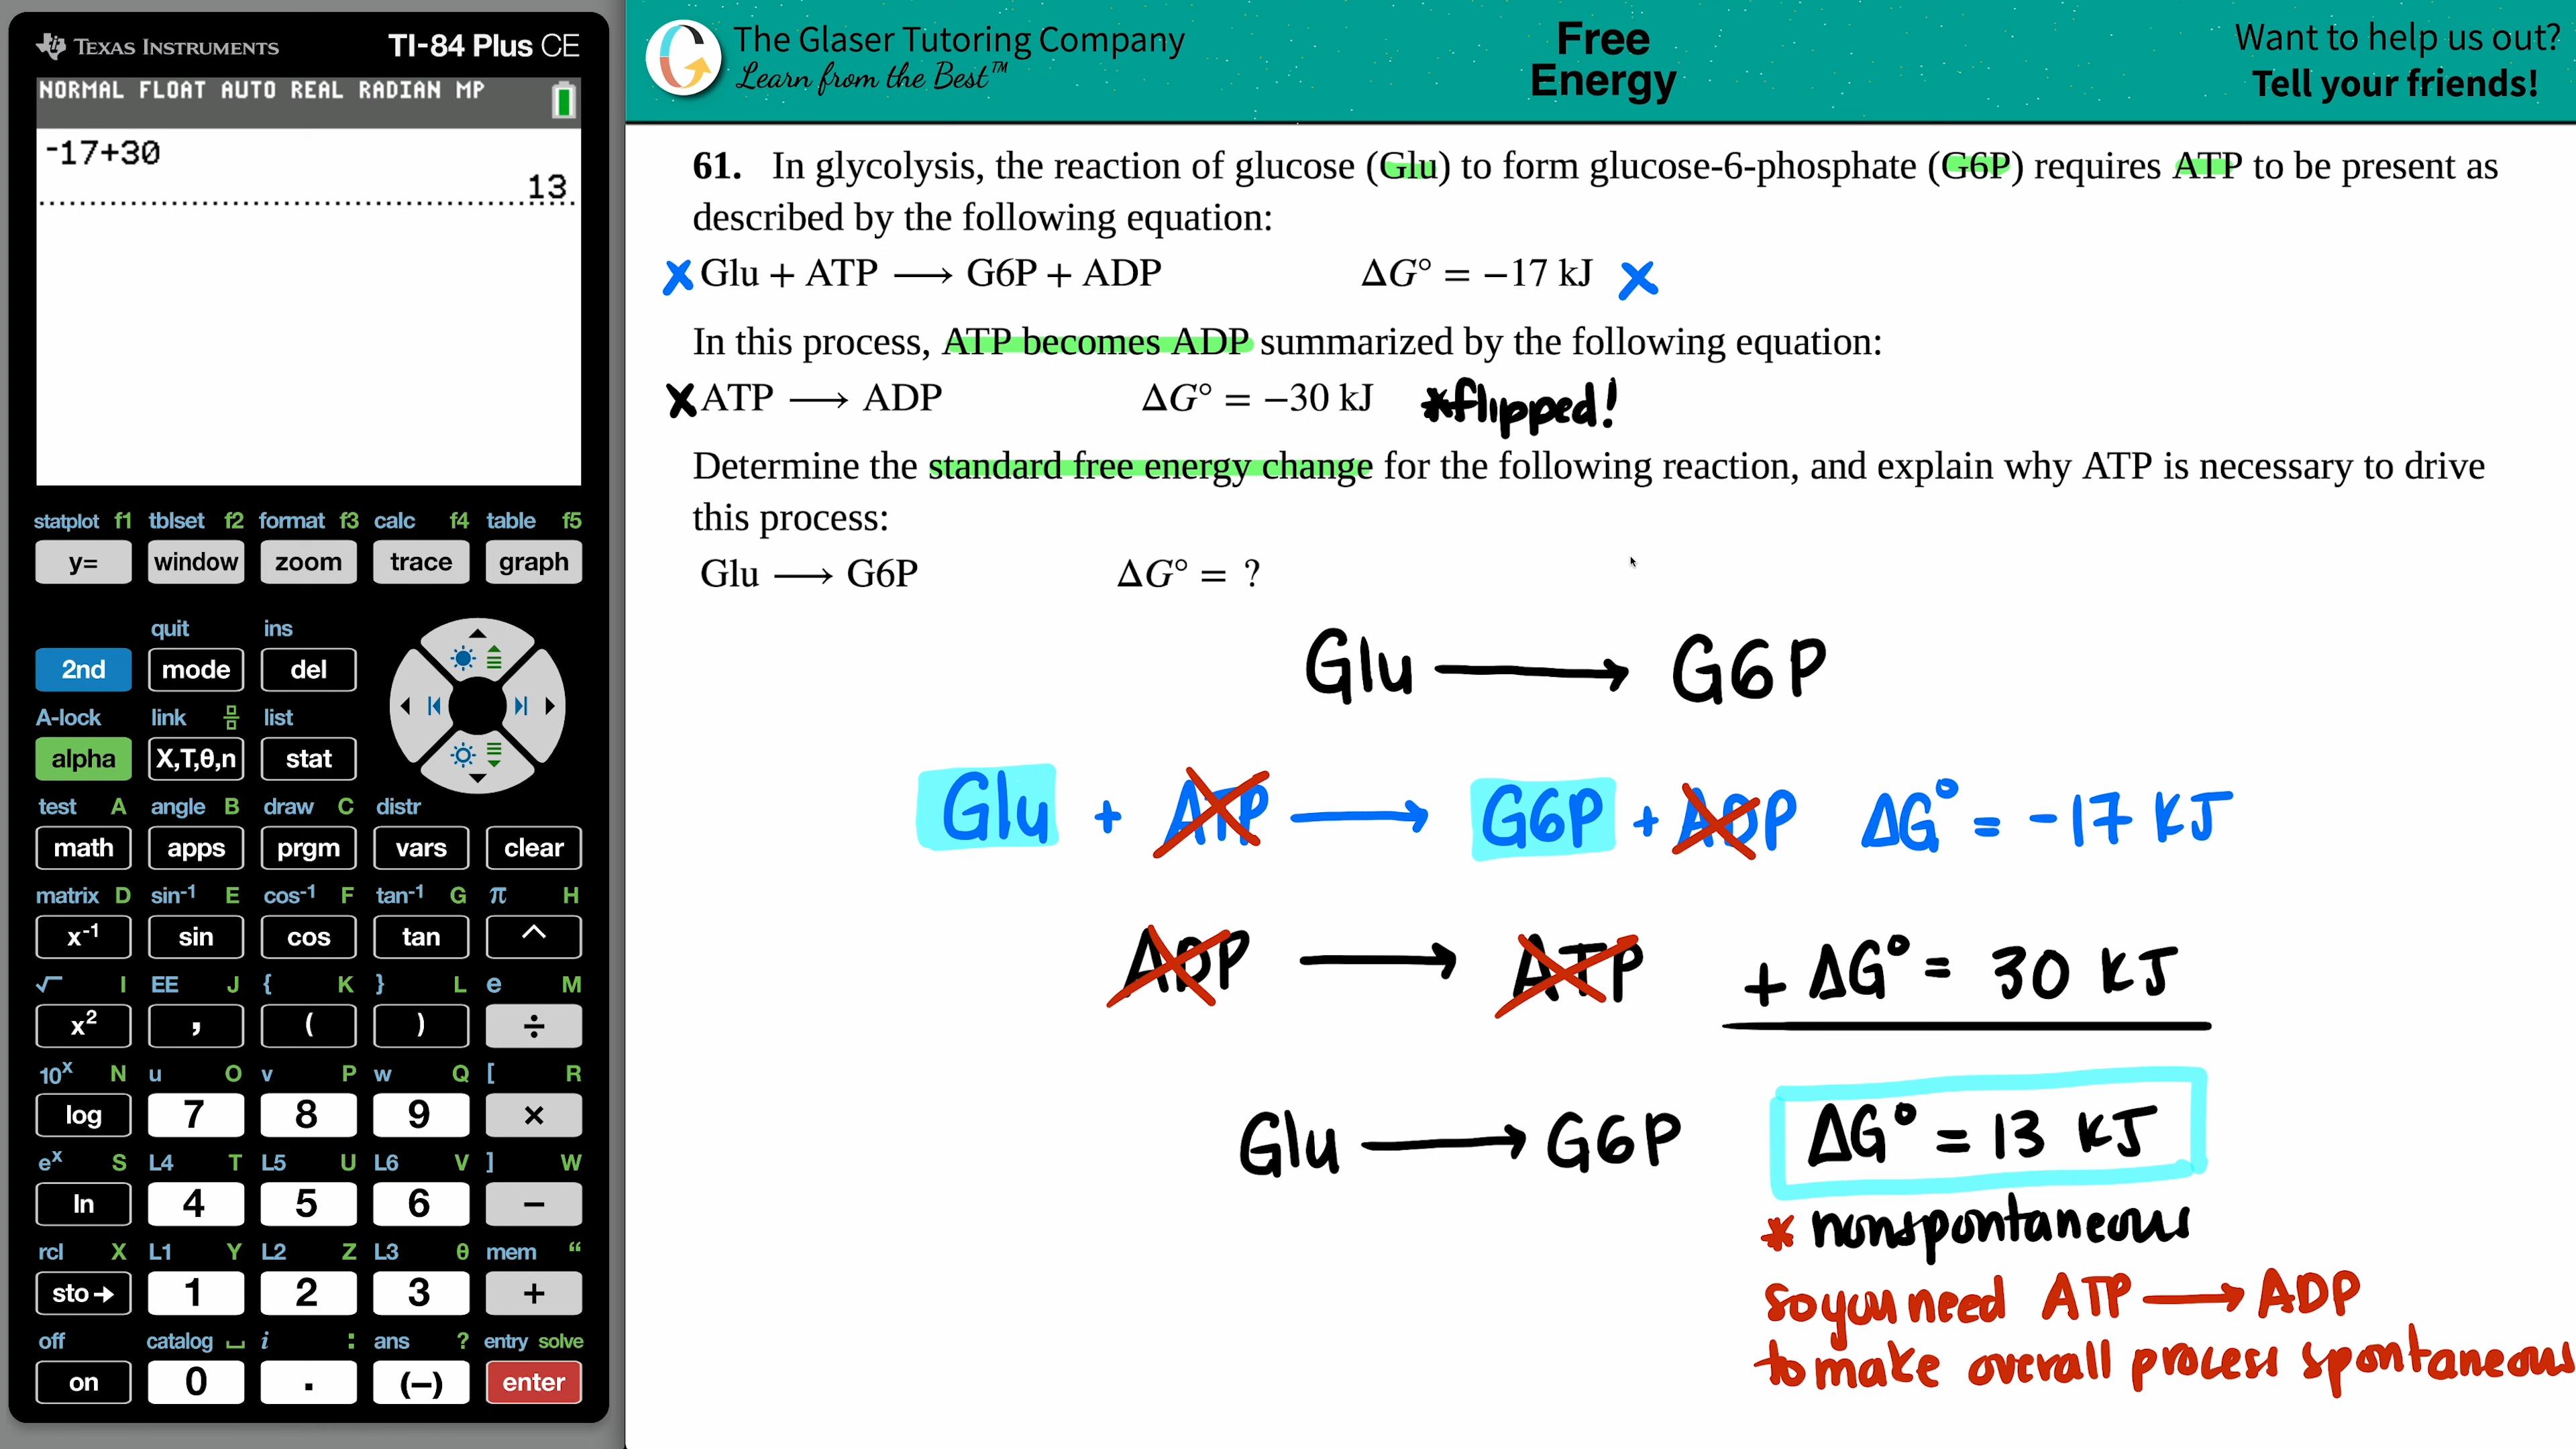 TEXAS INSTRUMENTS TI-84 Plus CE
NORMAL FLOAT AUTO REAL RADIAN MP
-17+30
13
statplot f1 tblset f2 format f3 calc f4 table f5
y= window zoom trace graph
quit ins
2nd mode del
A-lock link list
alpha X,T,θ,n stat
test A angle B draw C distr
math apps prgm vars clear
matrix D sin⁻¹ E cos⁻¹ F tan⁻¹ G π H
x⁻¹ sin cos tan ^
√ I EE J { K } L e M
x² , ( ) ÷
10ˣ N u O v P w Q [ R
log 7 8 9 ×
eˣ S L4 T L5 U L6 V ] W
ln 4 5 6 −
rcl X L1 Y L2 Z L3 θ mem “
sto→ 1 2 3 +
off catalog ⎵ i : ans ? entry solve
on 0 . (−) enter
The Glaser Tutoring Company
Learn from the Best™
Free
Energy
Want to help us out?
Tell your friends!
61. In glycolysis, the reaction of glucose (Glu) to form glucose-6-phosphate (G6P) requires ATP to be present as
described by the following equation:
X Glu + ATP ⟶ G6P + ADP ΔG° = −17 kJ X
In this process, ATP becomes ADP summarized by the following equation:
X ATP ⟶ ADP ΔG° = −30 kJ *flipped!
Determine the standard free energy change for the following reaction, and explain why ATP is necessary to drive
this process:
Glu ⟶ G6P ΔG° = ?
Glu ⟶ G6P
Glu + ATP ⟶ G6P + ADP ΔG° = -17 KJ
ADP ⟶ ATP + ΔG° = 30 KJ
Glu ⟶ G6P ΔG° = 13 KJ
* nonspontaneous
so you need ATP ⟶ ADP
to make overall process spontaneous